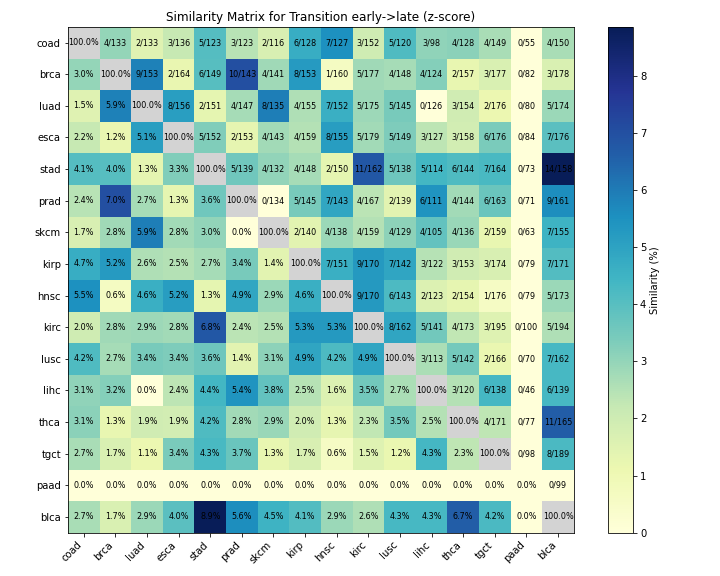 Similarity Matrix for Transition early->late (z-score)
coad 100.0% 4/133 2/133 3/136 5/123 3/123 2/116 6/128 7/127 3/152 5/120 3/98 4/128 4/149 0/55 4/150
brca 3.0% 100.0% 9/153 2/164 6/149 10/143 4/141 8/153 1/160 5/177 4/148 4/124 2/157 3/177 0/82 3/178
luad 1.5% 5.9% 100.0% 8/156 2/151 4/147 8/135 4/155 7/152 5/175 5/145 0/126 3/154 2/176 0/80 5/174
esca 2.2% 1.2% 5.1% 100.0% 5/152 2/153 4/143 4/159 8/155 5/179 5/149 3/127 3/158 6/176 0/84 7/176
stad 4.1% 4.0% 1.3% 3.3% 100.0% 5/139 4/132 4/148 2/150 11/162 5/138 5/114 6/144 7/164 0/73 14/158
prad 2.4% 7.0% 2.7% 1.3% 3.6% 100.0% 0/134 5/145 7/143 4/167 2/139 6/111 4/144 6/163 0/71 9/161
skcm 1.7% 2.8% 5.9% 2.8% 3.0% 0.0% 100.0% 2/140 4/138 4/159 4/129 4/105 4/136 2/159 0/63 7/155
kirp 4.7% 5.2% 2.6% 2.5% 2.7% 3.4% 1.4% 100.0% 7/151 9/170 7/142 3/122 3/153 3/174 0/79 7/171
hnsc 5.5% 0.6% 4.6% 5.2% 1.3% 4.9% 2.9% 4.6% 100.0% 9/170 6/143 2/123 2/154 1/176 0/79 5/173
kirc 2.0% 2.8% 2.9% 2.8% 6.8% 2.4% 2.5% 5.3% 5.3% 100.0% 8/162 5/141 4/173 3/195 0/100 5/194
lusc 4.2% 2.7% 3.4% 3.4% 3.6% 1.4% 3.1% 4.9% 4.2% 4.9% 100.0% 3/113 5/142 2/166 0/70 7/162
lihc 3.1% 3.2% 0.0% 2.4% 4.4% 5.4% 3.8% 2.5% 1.6% 3.5% 2.7% 100.0% 3/120 6/138 0/46 6/139
thca 3.1% 1.3% 1.9% 1.9% 4.2% 2.8% 2.9% 2.0% 1.3% 2.3% 3.5% 2.5% 100.0% 4/171 0/77 11/165
tgct 2.7% 1.7% 1.1% 3.4% 4.3% 3.7% 1.3% 1.7% 0.6% 1.5% 1.2% 4.3% 2.3% 100.0% 0/98 8/189
paad 0.0% 0.0% 0.0% 0.0% 0.0% 0.0% 0.0% 0.0% 0.0% 0.0% 0.0% 0.0% 0.0% 0.0% 0.0% 0/99
blca 2.7% 1.7% 2.9% 4.0% 8.9% 5.6% 4.5% 4.1% 2.9% 2.6% 4.3% 4.3% 6.7% 4.2% 0.0% 100.0%
coad brca luad esca stad prad skcm kirp hnsc kirc lusc lihc thca tgct paad blca
8
7
6
5
4
3
2
1
0
Similarity (%)